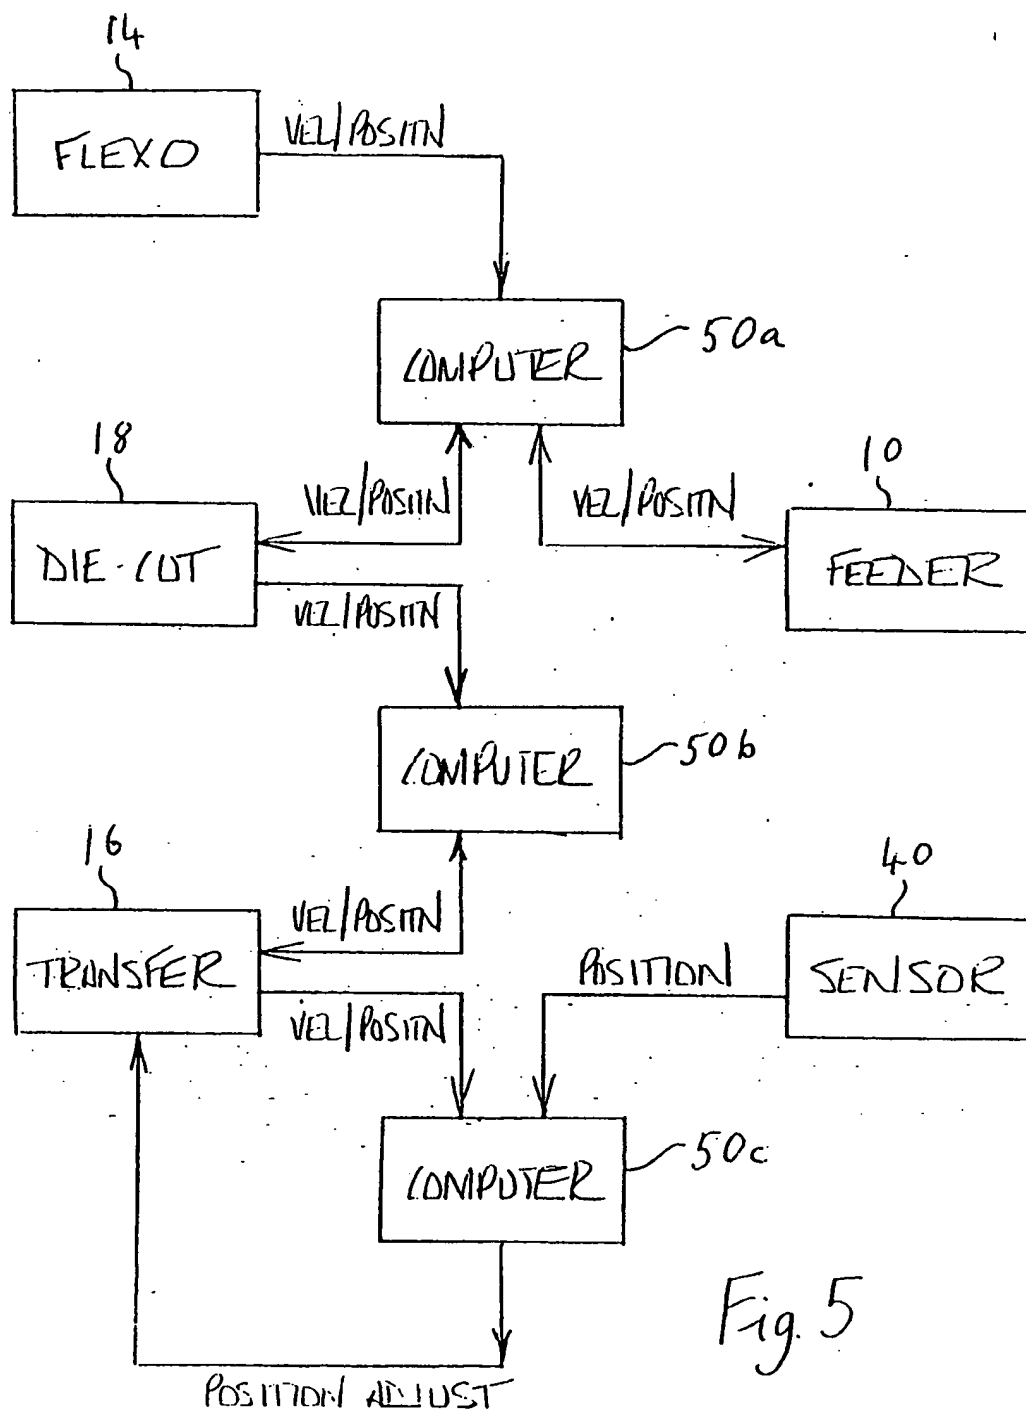 14
FLEXO
VEL/POSITN
COMPUTER
50a
18
DIE-CUT
VEL/POSITN
VEL/POSITN
10
FEEDER
VEL/POSITN
COMPUTER
50b
16
TRANSFER
VEL/POSITN
40
SENSOR
POSITION
VEL/POSITN
COMPUTER
50c
POSITION ADJUST
Fig. 5